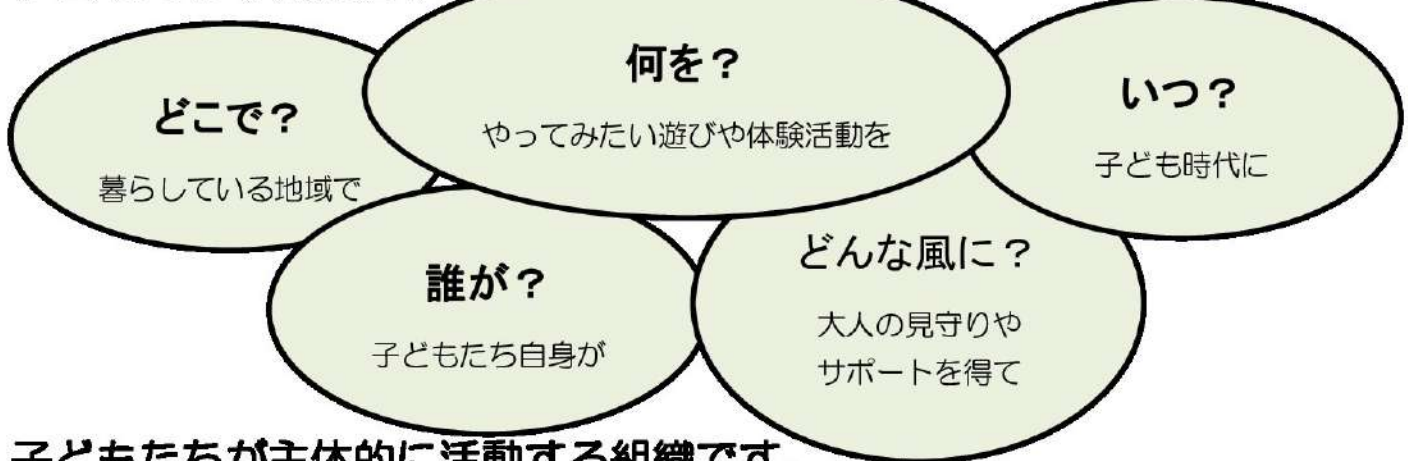 何を？
やってみたい遊びや体験活動を
どこで？
暮らしている地域で
いつ？
子ども時代に
誰が？
子どもたち自身が
どんな風に？
大人の見守りや
サポートを得て
子どもたちが主体的に活動する組織です